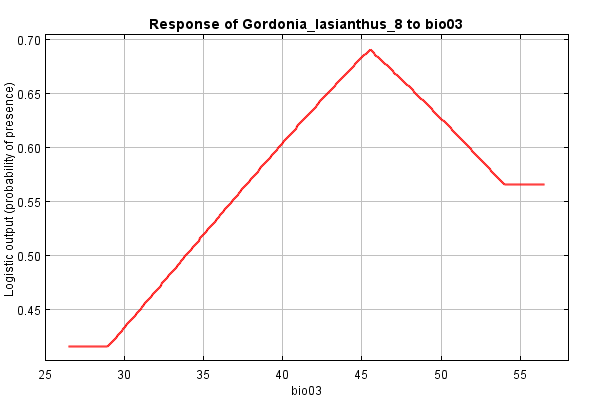 Response of Gordonia_lasianthus_8 to bio03
Logistic output (probability of presence)
0.70
0.65
0.60
0.55
0.50
0.45
25 30 35 40 45 50 55
bio03